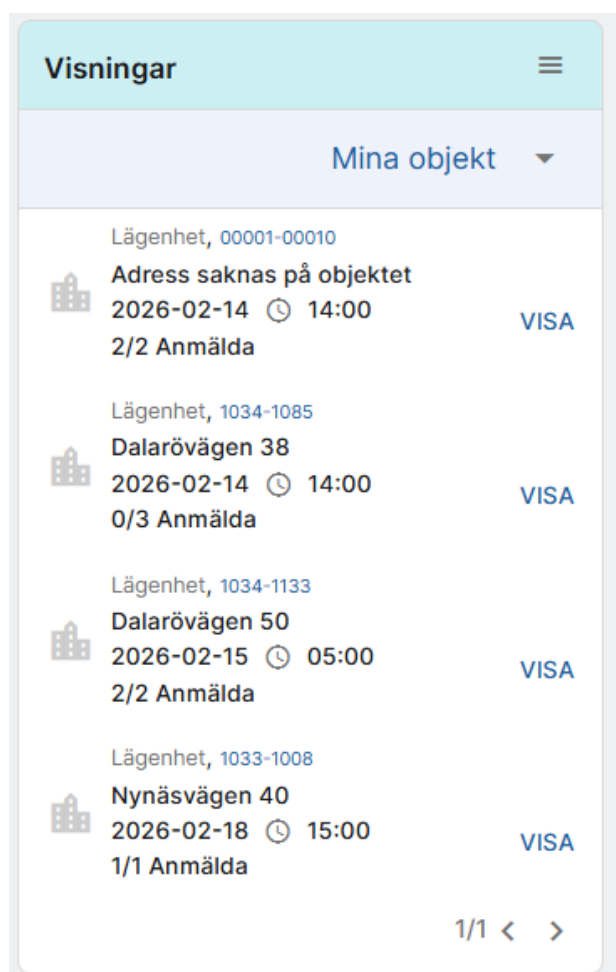 Visningar
Mina objekt
Lägenhet, 00001-00010
Adress saknas på objektet
2026-02-14 14:00
VISA
2/2 Anmälda
Lägenhet, 1034-1085
Dalarövägen 38
2026-02-14 14:00
VISA
0/3 Anmälda
Lägenhet, 1034-1133
Dalarövägen 50
2026-02-15 05:00
VISA
2/2 Anmälda
Lägenhet, 1033-1008
Nynäsvägen 40
2026-02-18 15:00
VISA
1/1 Anmälda
1/1